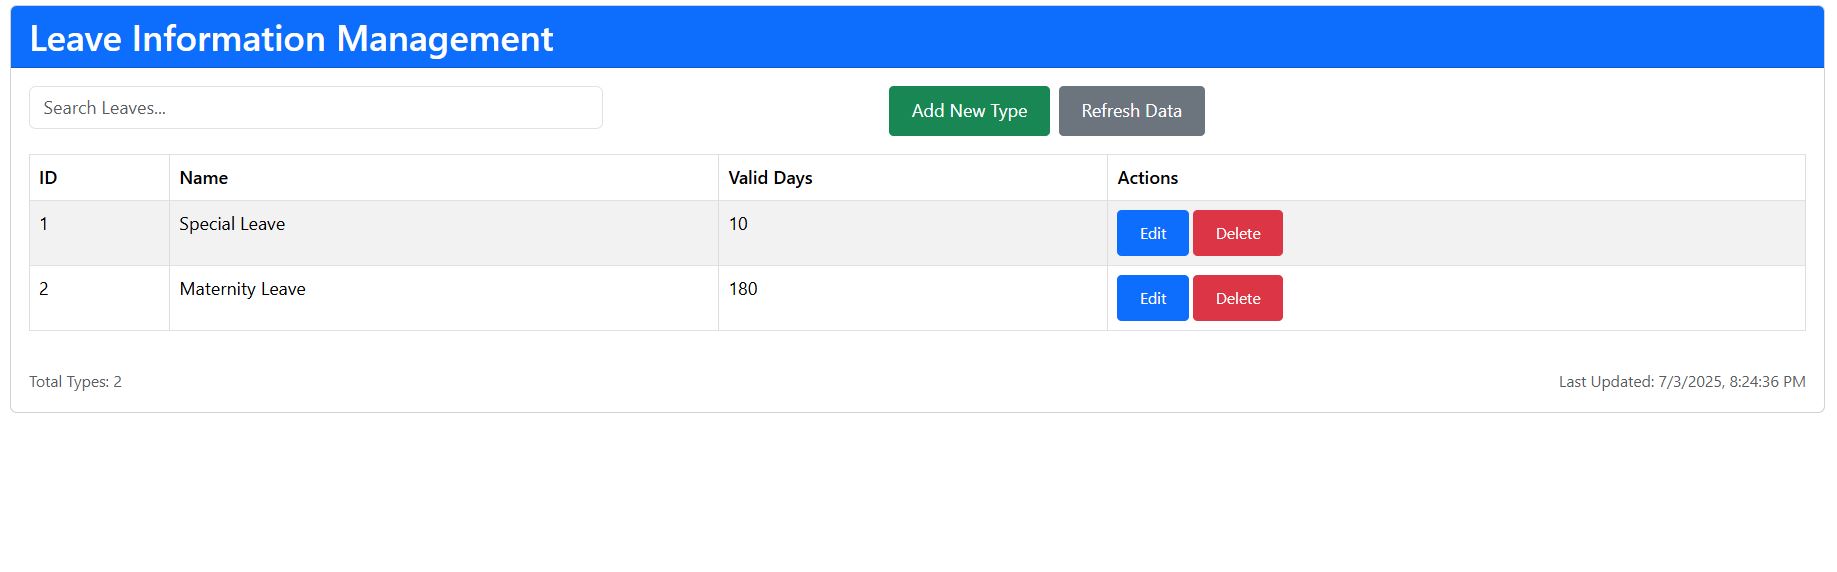 Leave Information Management
Search Leaves...
Add New Type Refresh Data
ID Name Valid Days Actions
1 Special Leave 10 Edit Delete
2 Maternity Leave 180 Edit Delete
Total Types: 2 Last Updated: 7/3/2025, 8:24:36 PM